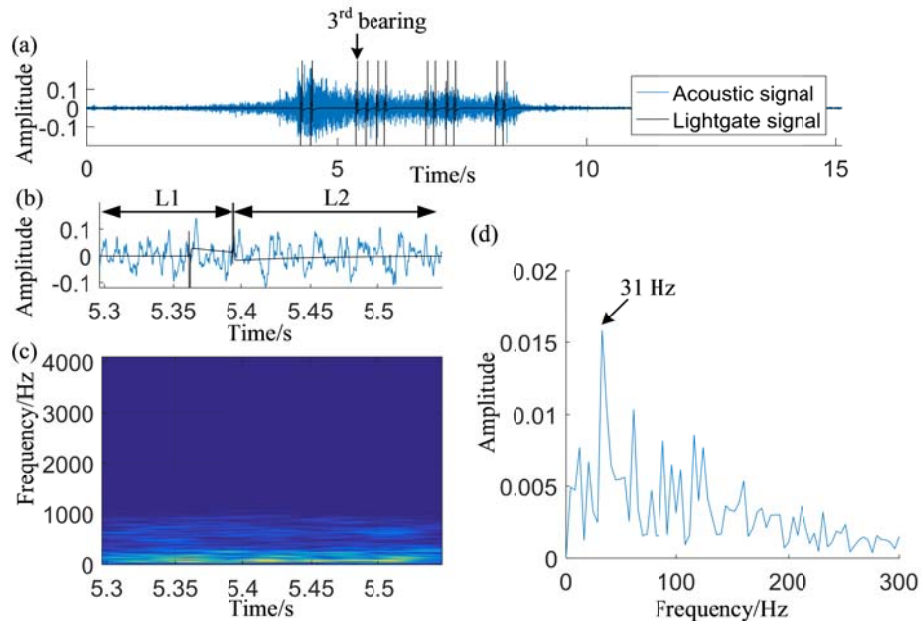 3rd bearing
(a)
Amplitude
0.1
0
-0.1
Acoustic signal
Lightgate signal
0 5 10 15
Time/s
(b)
L1 L2
Amplitude
0.1
0
-0.1
5.3 5.35 5.4 5.45 5.5
Time/s
(c)
Frequency/Hz
4000
3000
2000
1000
0
5.3 5.35 5.4 5.45 5.5
Time/s
(d)
31 Hz
Amplitude
0.02
0.015
0.01
0.005
0
0 100 200 300
Frequency/Hz